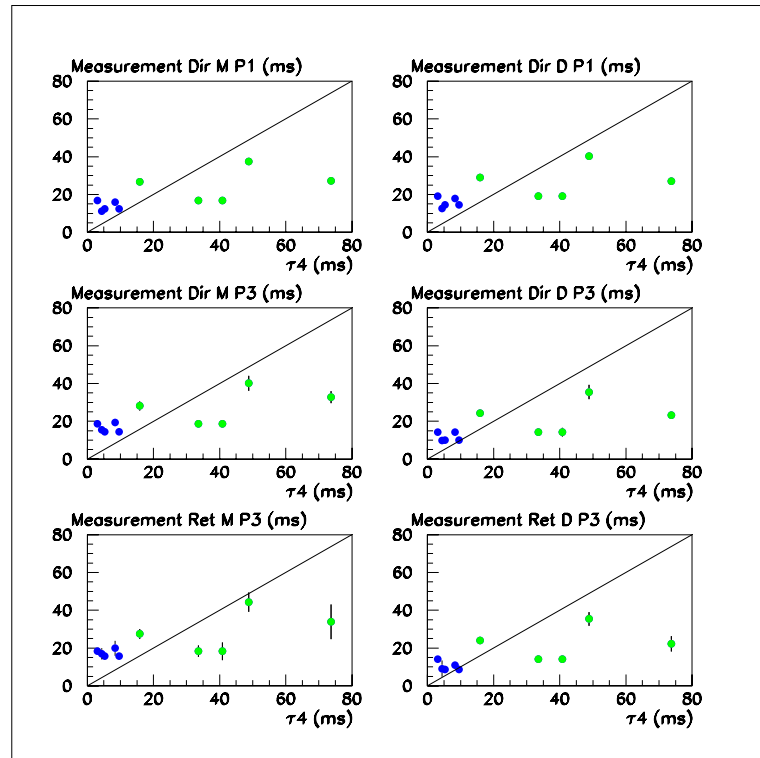 Measurement Dir M P1 (ms)
80
60
40
20
0
0 20 40 60 80
τ4 (ms)
Measurement Dir D P1 (ms)
80
60
40
20
0
0 20 40 60 80
τ4 (ms)
Measurement Dir M P3 (ms)
80
60
40
20
0
0 20 40 60 80
τ4 (ms)
Measurement Dir D P3 (ms)
80
60
40
20
0
0 20 40 60 80
τ4 (ms)
Measurement Ret M P3 (ms)
80
60
40
20
0
0 20 40 60 80
τ4 (ms)
Measurement Ret D P3 (ms)
80
60
40
20
0
0 20 40 60 80
τ4 (ms)